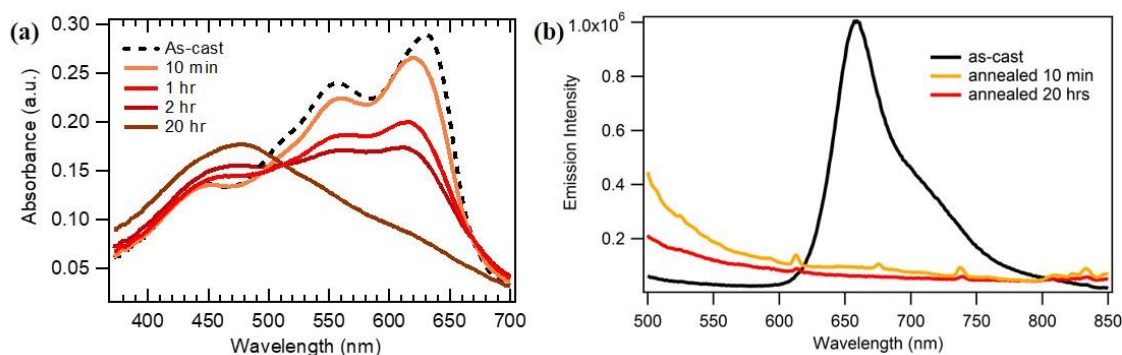 (a)
0.30
0.25
0.20
0.15
0.10
0.05
Absorbance (a.u.)
As-cast
10 min
1 hr
2 hr
20 hr
400 450 500 550 600 650 700
Wavelength (nm)
(b)
1.0x10⁶
0.8
0.6
0.4
0.2
Emission Intensity
as-cast
annealed 10 min
annealed 20 hrs
500 550 600 650 700 750 800 850
Wavelength (nm)